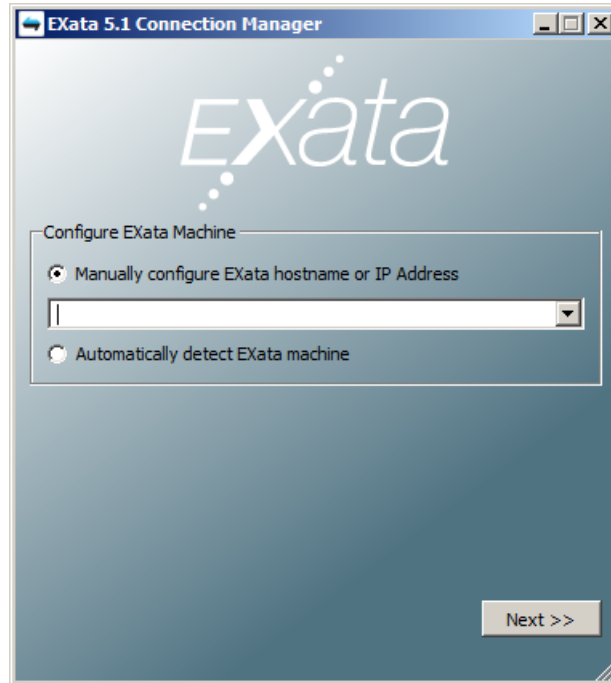 EXata 5.1 Connection Manager
EXata
Configure EXata Machine
Manually configure EXata hostname or IP Address
Automatically detect EXata machine
Next >>